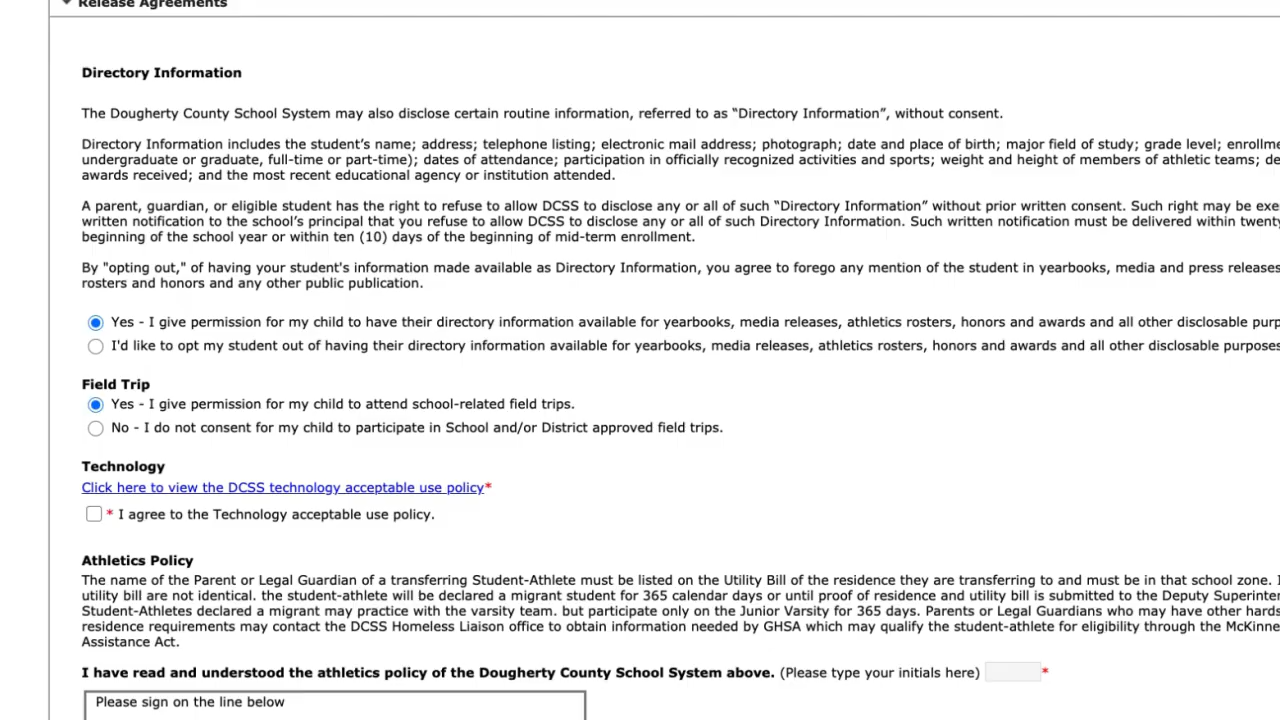 Release Agreements
Directory Information
The Dougherty County School System may also disclose certain routine information, referred to as “Directory Information”, without consent.
Directory Information includes the student’s name; address; telephone listing; electronic mail address; photograph; date and place of birth; major field of study; grade level;
undergraduate or graduate, full-time or part-time); dates of attendance; participation in officially recognized activities and sports; weight and height of members of athletic teams;
awards received; and the most recent educational agency or institution attended.
A parent, guardian, or eligible student has the right to refuse to allow DCSS to disclose any or all of such “Directory Information” without prior written consent. Such right may be
written notification to the school’s principal that you refuse to allow DCSS to disclose any or all of such Directory Information. Such written notification must be delivered within twenty
beginning of the school year or within ten (10) days of the beginning of mid-term enrollment.
By "opting out," of having your student's information made available as Directory Information, you agree to forego any mention of the student in yearbooks, media and press releases
rosters and honors and any other public publication.
Yes - I give permission for my child to have their directory information available for yearbooks, media releases, athletics rosters, honors and awards and all other disclosable
I'd like to opt my student out of having their directory information available for yearbooks, media releases, athletics rosters, honors and awards and all other disclosable purposes
Field Trip
Yes - I give permission for my child to attend school-related field trips.
No - I do not consent for my child to participate in School and/or District approved field trips.
Technology
Click here to view the DCSS technology acceptable use policy*
* I agree to the Technology acceptable use policy.
Athletics Policy
The name of the Parent or Legal Guardian of a transferring Student-Athlete must be listed on the Utility Bill of the residence they are transferring to and must be in that school zone.
utility bill are not identical. the student-athlete will be declared a migrant student for 365 calendar days or until proof of residence and utility bill is submitted to the Deputy
Student-Athletes declared a migrant may practice with the varsity team. but participate only on the Junior Varsity for 365 days. Parents or Legal Guardians who may have other
residence requirements may contact the DCSS Homeless Liaison office to obtain information needed by GHSA which may qualify the student-athlete for eligibility through the
Assistance Act.
I have read and understood the athletics policy of the Dougherty County School System above. (Please type your initials here) *
Please sign on the line below